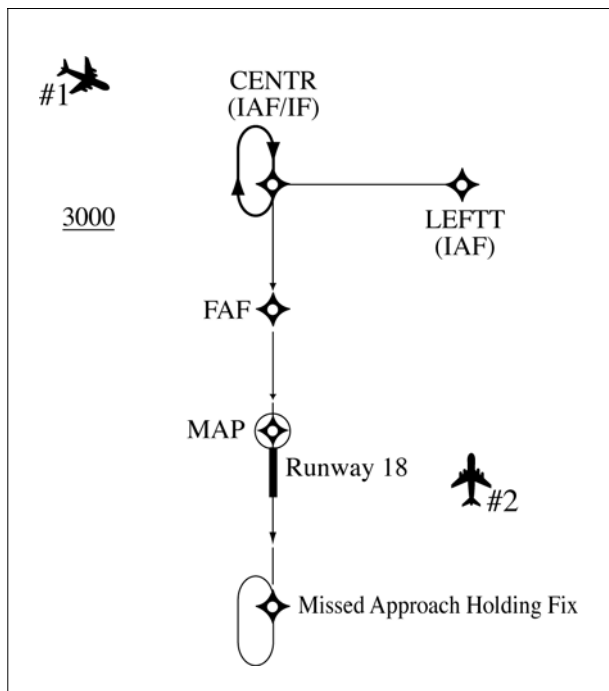 #1
CENTR
(IAF/IF)
3000
LEFTT
(IAF)
FAF
MAP
Runway 18
#2
Missed Approach Holding Fix